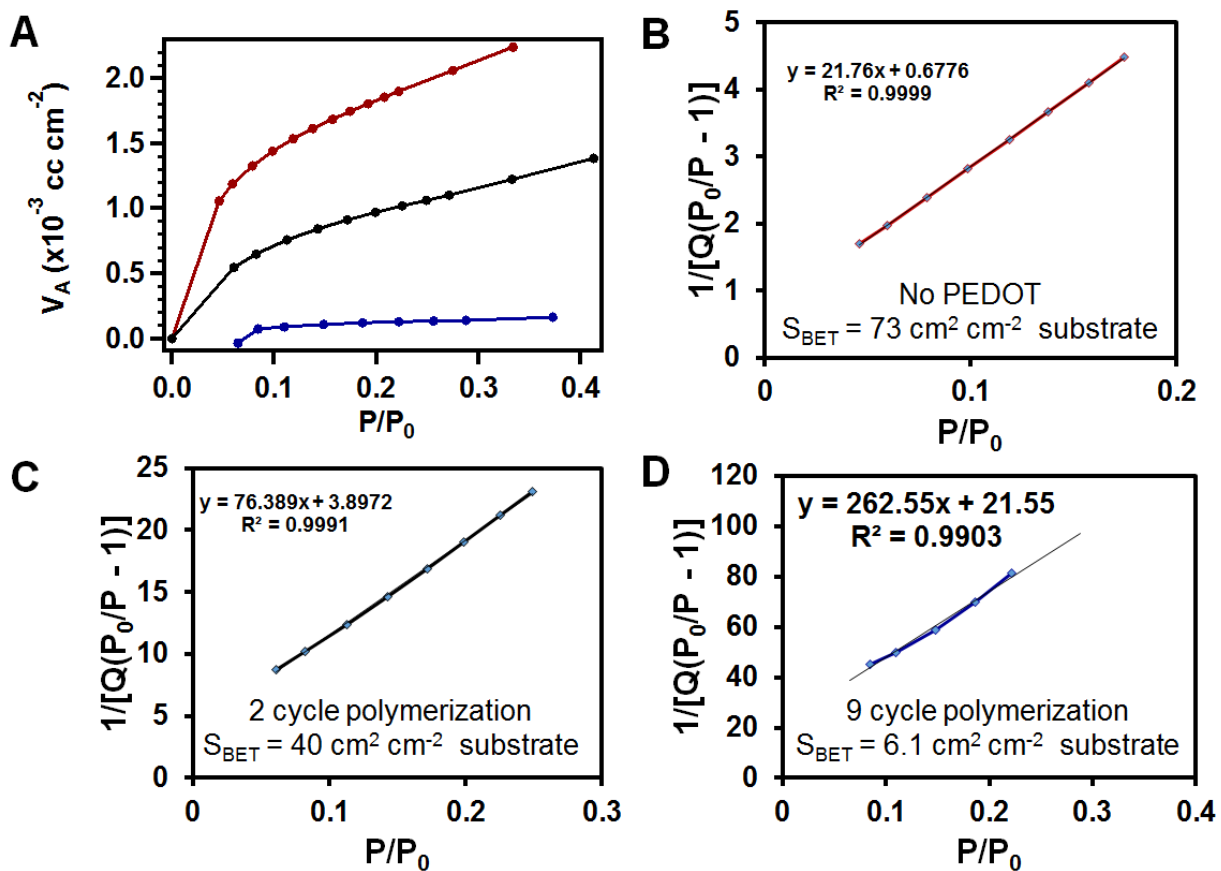 A
V_A (x10⁻³ cc cm⁻²)
2.0
1.5
1.0
0.5
0.0
0.0
0.1
0.2
0.3
0.4
P/P₀
B
1/[Q(P₀/P - 1)]
5
4
3
2
1
0
y = 21.76x + 0.6776
R² = 0.9999
No PEDOT
S_BET = 73 cm² cm⁻² substrate
0
0.1
0.2
P/P₀
C
1/[Q(P₀/P - 1)]
25
20
15
10
5
0
y = 76.389x + 3.8972
R² = 0.9991
2 cycle polymerization
S_BET = 40 cm² cm⁻² substrate
0
0.1
0.2
0.3
P/P₀
D
1/[Q(P₀/P - 1)]
120
100
80
60
40
20
0
y = 262.55x + 21.55
R² = 0.9903
9 cycle polymerization
S_BET = 6.1 cm² cm⁻² substrate
0
0.1
0.2
0.3
0.4
P/P₀